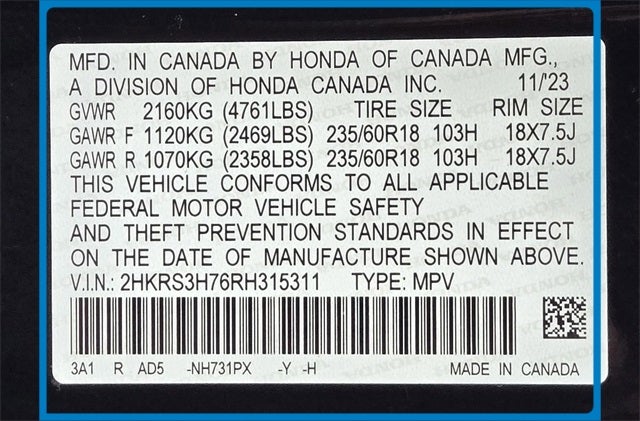 MFD. IN CANADA BY HONDA OF CANADA MFG.,
A DIVISION OF HONDA CANADA INC. 11/'23
GVWR 2160KG (4761LBS) TIRE SIZE RIM SIZE
GAWR F 1120KG (2469LBS) 235/60R18 103H 18X7.5J
GAWR R 1070KG (2358LBS) 235/60R18 103H 18X7.5J
THIS VEHICLE CONFORMS TO ALL APPLICABLE
FEDERAL MOTOR VEHICLE SAFETY
AND THEFT PREVENTION STANDARDS IN EFFECT
ON THE DATE OF MANUFACTURE SHOWN ABOVE.
V.I.N.: 2HKRS3H76RH315311 TYPE: MPV
3A1 R AD5 -NH731PX -Y -H MADE IN CANADA